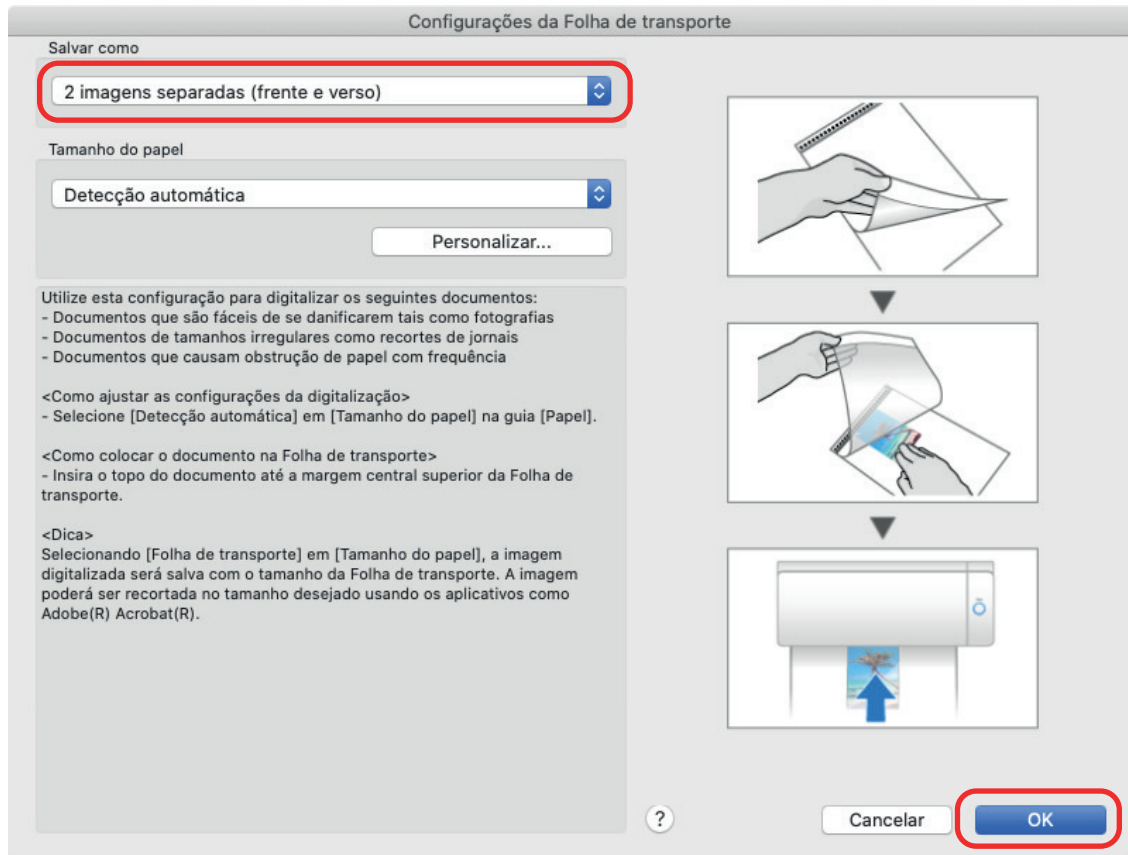 Configurações da Folha de transporte
Salvar como
2 imagens separadas (frente e verso)
Tamanho do papel
Detecção automática
Personalizar...
Utilize esta configuração para digitalizar os seguintes documentos:
- Documentos que são fáceis de se danificarem tais como fotografias
- Documentos de tamanhos irregulares como recortes de jornais
- Documentos que causam obstrução de papel com frequência
<Como ajustar as configurações da digitalização>
- Selecione [Detecção automática] em [Tamanho do papel] na guia [Papel].
<Como colocar o documento na Folha de transporte>
- Insira o topo do documento até a margem central superior da Folha de
transporte.
<Dica>
Selecionando [Folha de transporte] em [Tamanho do papel], a imagem
digitalizada será salva com o tamanho da Folha de transporte. A imagem
poderá ser recortada no tamanho desejado usando os aplicativos como
Adobe(R) Acrobat(R).
?
Cancelar
OK